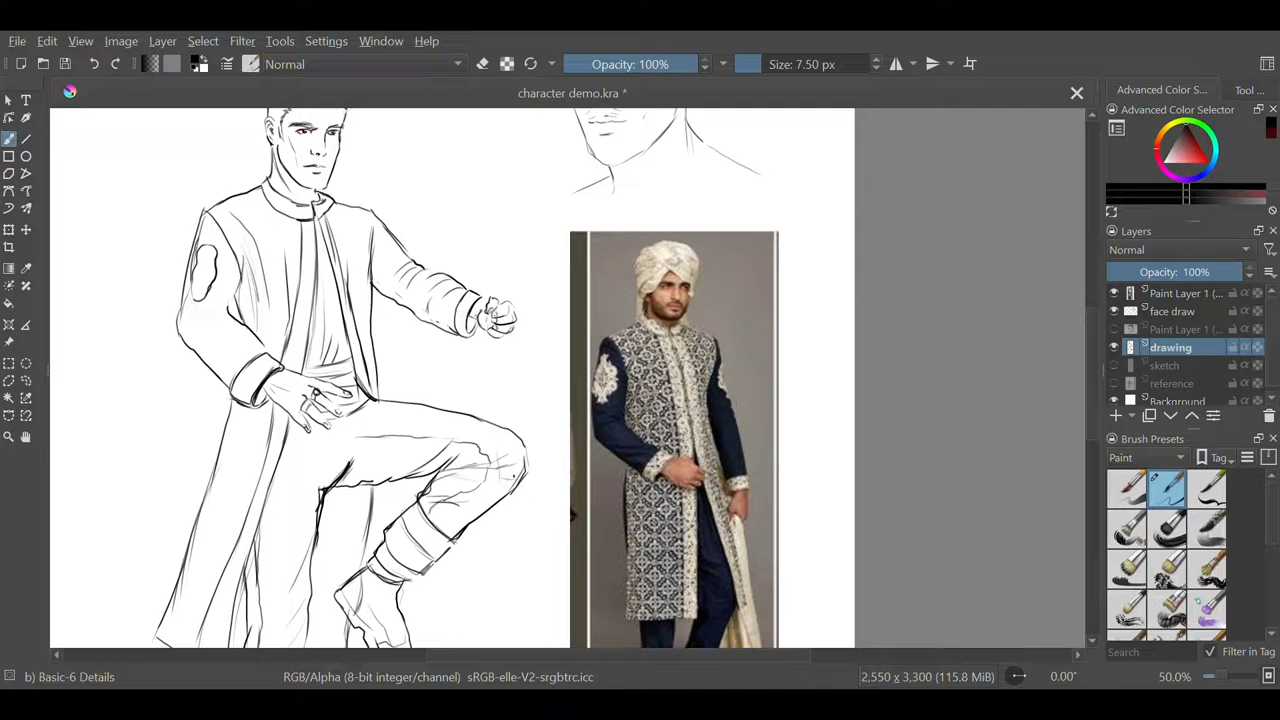 File Edit View Image Layer Select Filter Tools Settings Window Help
Normal Opacity: 100% Size: 7.50 px
character demo.kra *
Advanced Color S... Tool ...
Advanced Color Selector
Layers
Normal
Opacity: 100%
Paint Layer 1 (...
face draw
Paint Layer 1 (...
drawing
sketch
reference
Background
Brush Presets
Paint Tag
Search Filter in Tag
b) Basic-6 Details RGB/Alpha (8-bit integer/channel) sRGB-elle-V2-srgbtrc.icc 2,550 x 3,300 (115.8 MiB) 0.00° 50.0%